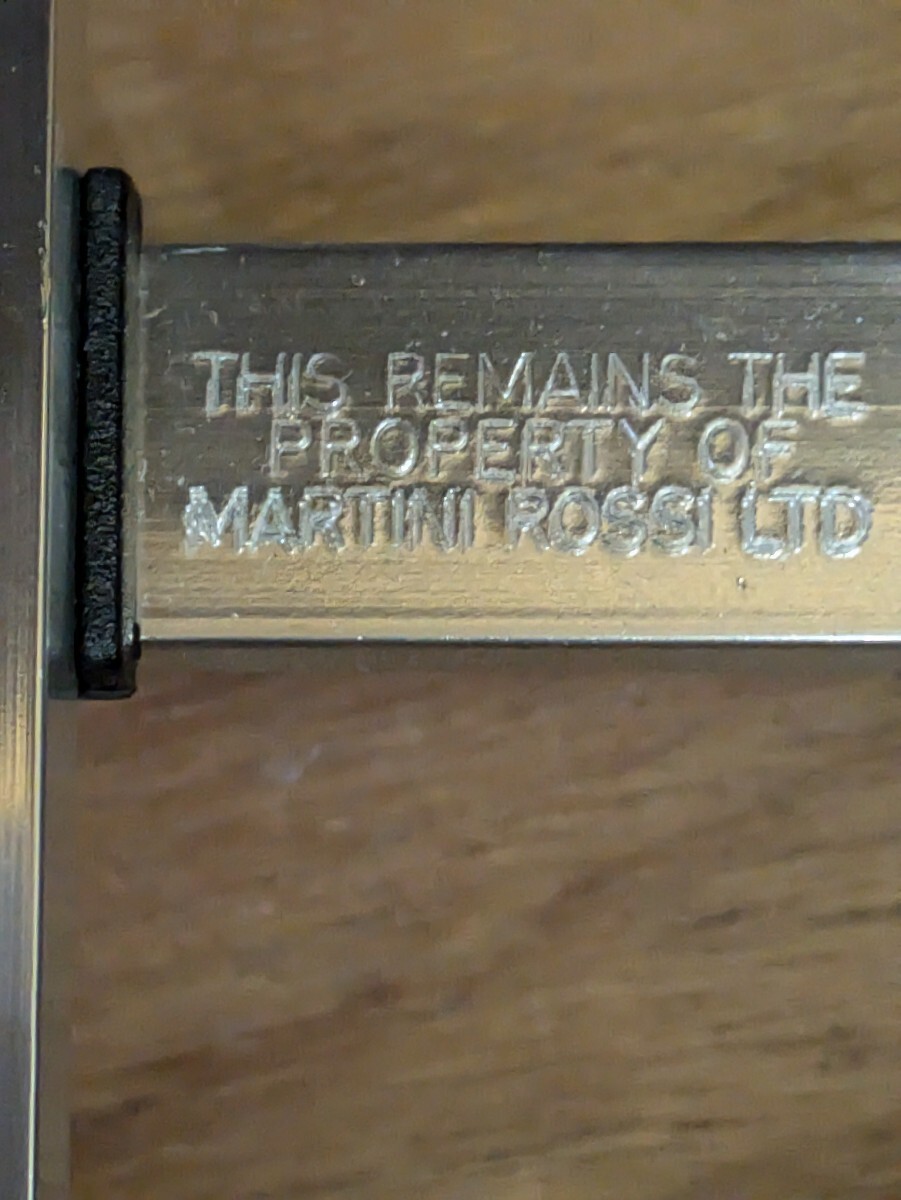 THIS REMAINS THE
PROPERTY OF
MARTINI ROSSI LTD